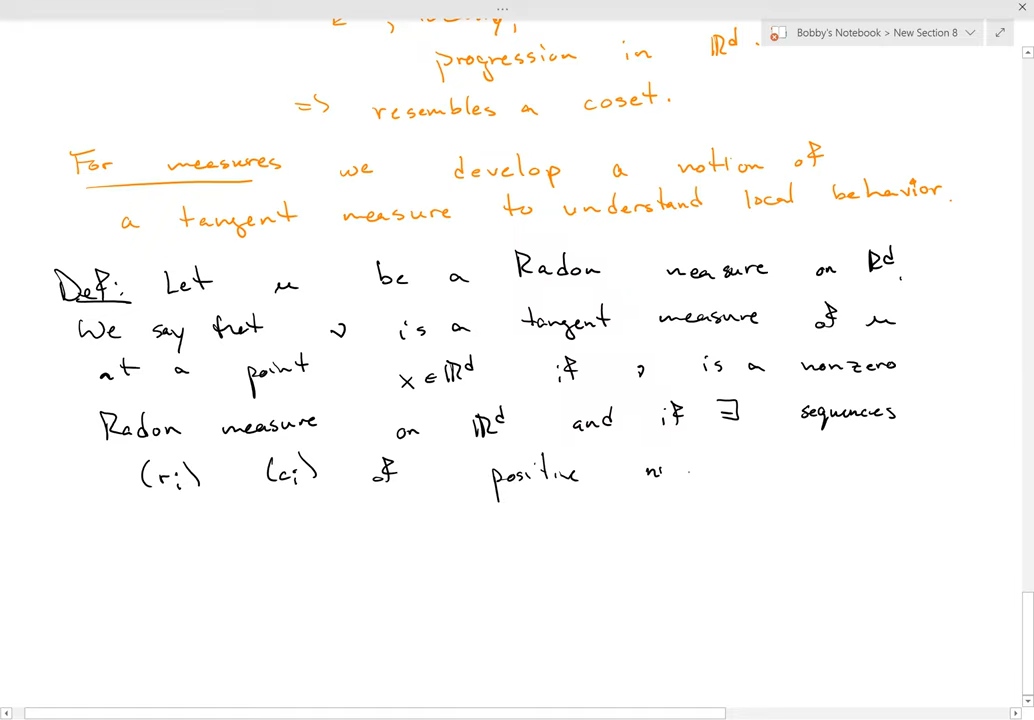 Bobby's Notebook > New Section 8
progression in ℝᵈ.
=> resembles a coset.
For measures we develop a notion of
a tangent measure to understand local behavior.
Def: Let μ be a Radon measure on ℝᵈ.
We say that ν is a tangent measure of μ
at a point x ∈ ℝᵈ if ν is a nonzero
Radon measure on ℝᵈ and if ∃ sequencies
(rᵢ) (cᵢ) of positive